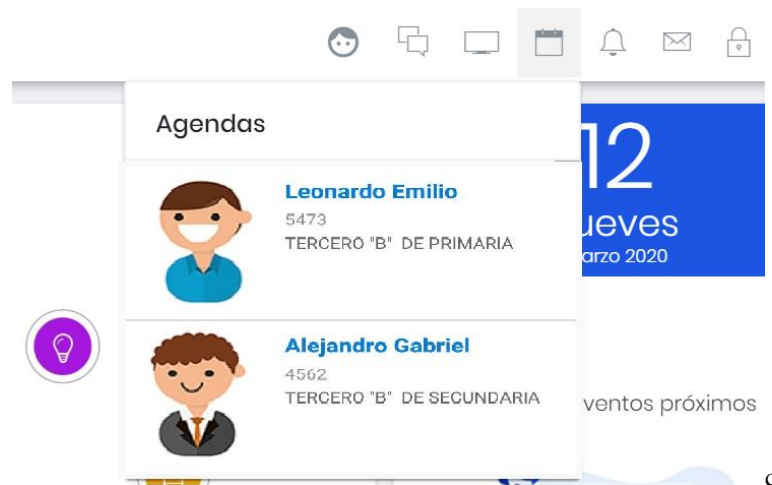 Agendas
Leonardo Emilio
5473
TERCERO "B" DE PRIMARIA
Alejandro Gabriel
4562
TERCERO "B" DE SECUNDARIA
12
ueves
arzo 2020
ventos próximos